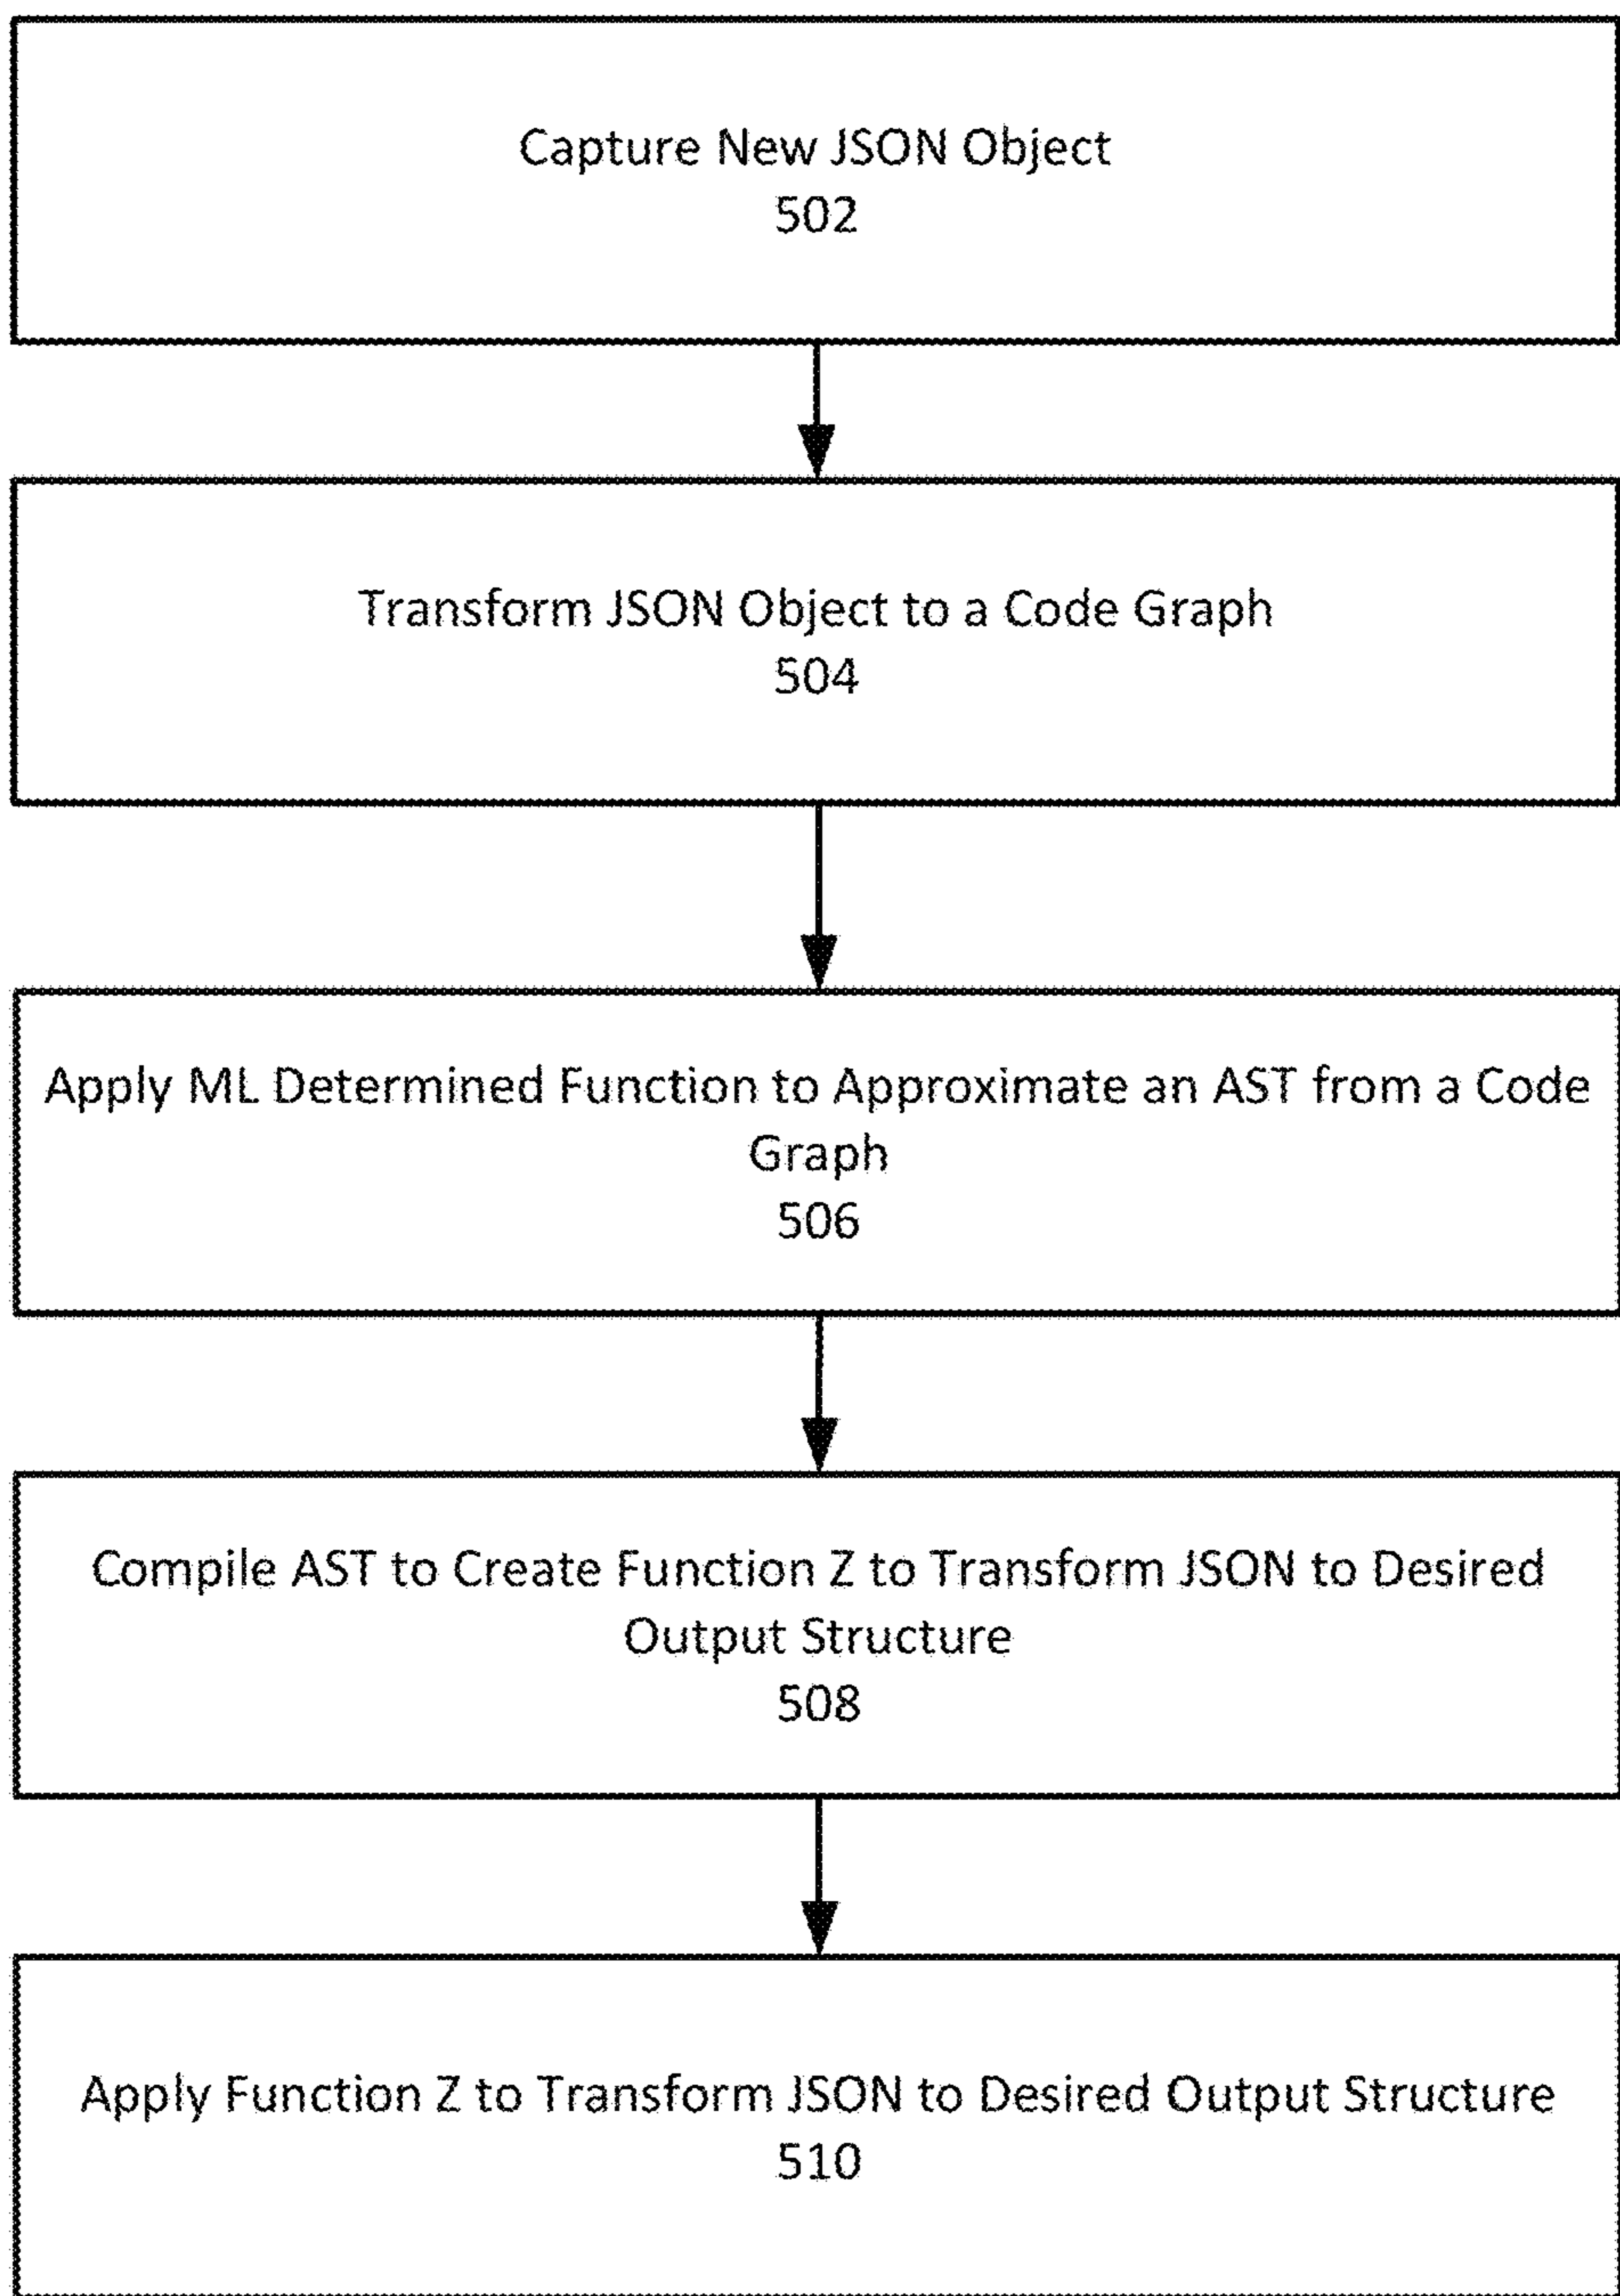 Capture New JSON Object
502
Transform JSON Object to a Code Graph
504
Apply ML Determined Function to Approximate an AST from a Code
Graph
506
Compile AST to Create Function Z to Transform JSON to Desired
Output Structure
508
Apply Function Z to Transform JSON to Desired Output Structure
510